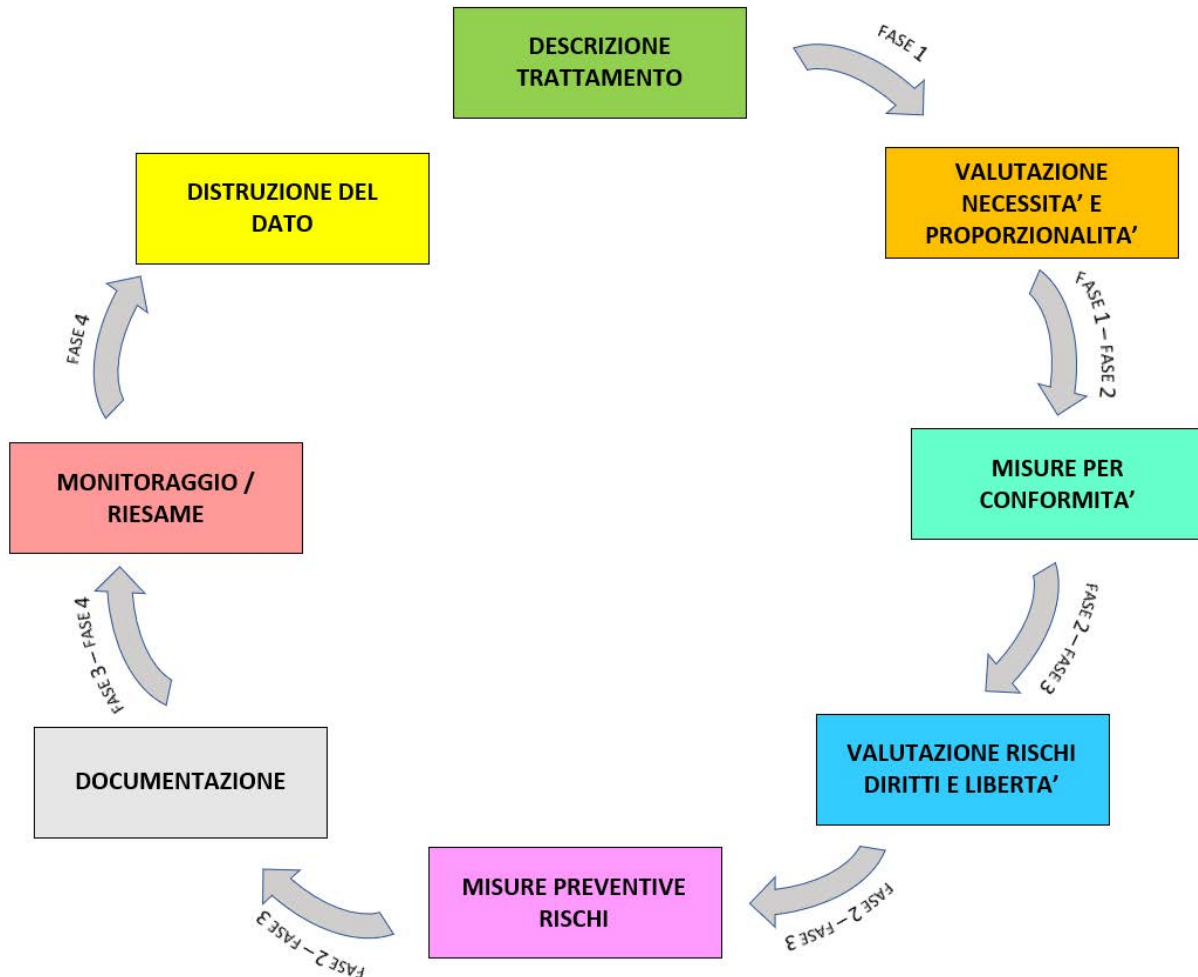 DESCRIZIONE
TRATTAMENTO
FASE 1
VALUTAZIONE
NECESSITA’ E
PROPORZIONALITA’
FASE 1 – FASE 2
MISURE PER
CONFORMITA’
FASE 2 – FASE 3
VALUTAZIONE RISCHI
DIRITTI E LIBERTA’
FASE 2 – FASE 3
MISURE PREVENTIVE
RISCHI
FASE 2 – FASE 3
DOCUMENTAZIONE
FASE 3 – FASE 4
MONITORAGGIO /
RIESAME
FASE 4
DISTRUZIONE DEL
DATO